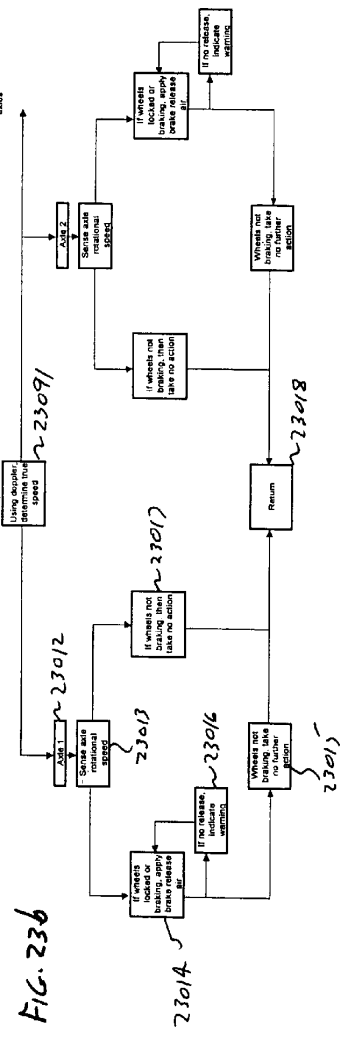 FIG. 23b
axles
Using doppler,
determine true
speed
23091
Axle 1
23012
Axle 2
Sense axle
rotational
speed
23013
Sense axle
rotational
speed
If wheels
locked or
braking, apply
brake release
air
23014
If no release,
indicate
warning
23016
If wheels not
braking, then
take no action
23017
If wheels not
braking, then
take no action
If wheels
locked or
braking, apply
brake release
air
If no release,
indicate
warning
Wheels not
braking, take
no further
action
23015
Return
23018
Wheels not
braking, take
no further
action